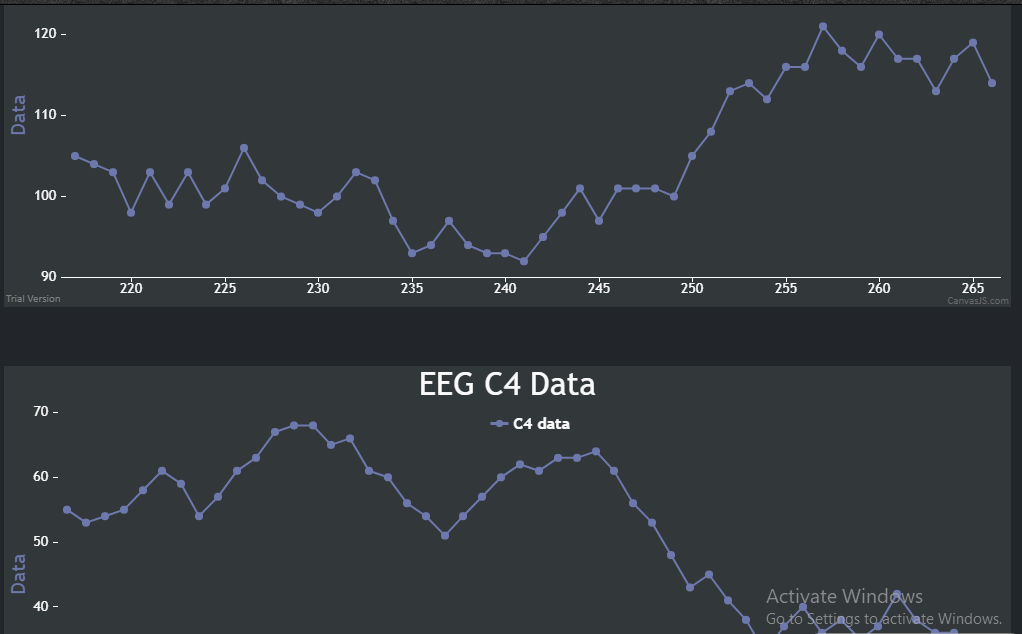 120
Data
110
100
90
220 225 230 235 240 245 250 255 260 265
Trial Version
CanvasJS.com
EEG C4 Data
70
C4 data
60
50
Data
40
Activate Windows
Go to Settings to activate Windows.